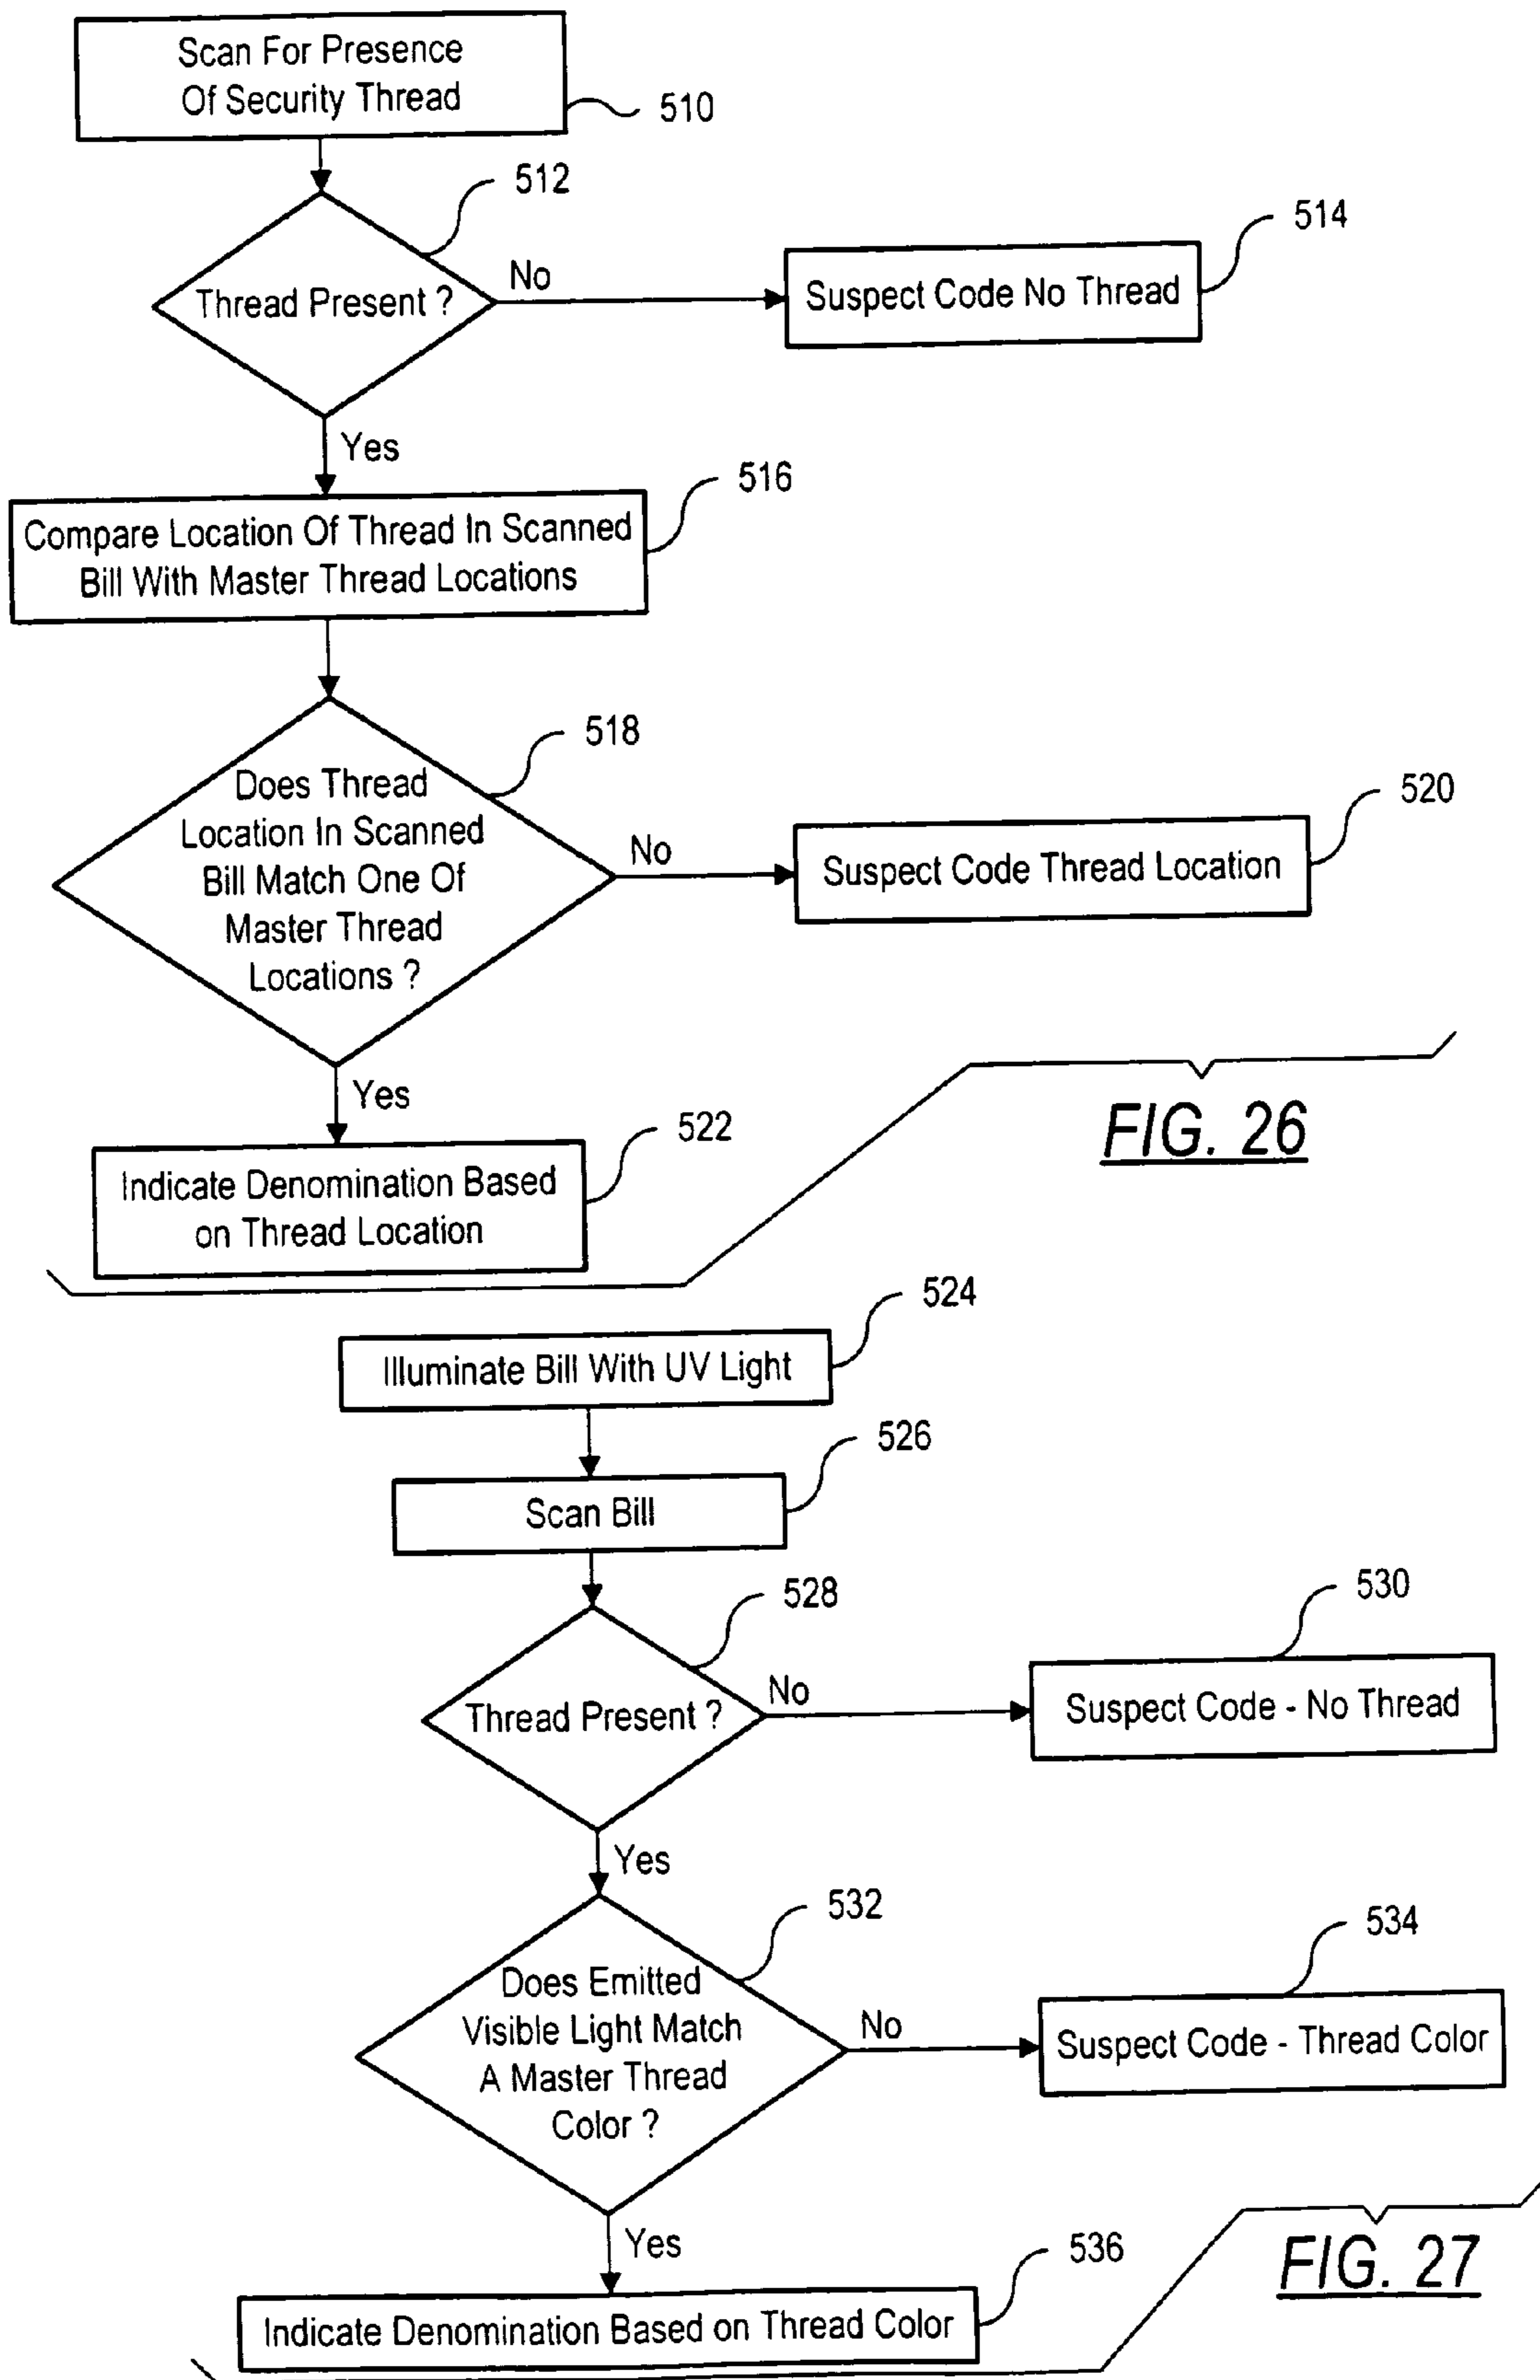 Scan For Presence
Of Security Thread
510
512
Thread Present ?
No
514
Suspect Code No Thread
Yes
516
Compare Location Of Thread In Scanned
Bill With Master Thread Locations
518
Does Thread
Location In Scanned
Bill Match One Of
Master Thread
Locations ?
No
520
Suspect Code Thread Location
Yes
522
Indicate Denomination Based
on Thread Location
FIG. 26
524
Illuminate Bill With UV Light
526
Scan Bill
528
Thread Present ?
No
530
Suspect Code - No Thread
Yes
532
Does Emitted
Visible Light Match
A Master Thread
Color ?
No
534
Suspect Code - Thread Color
Yes
536
Indicate Denomination Based on Thread Color
FIG. 27